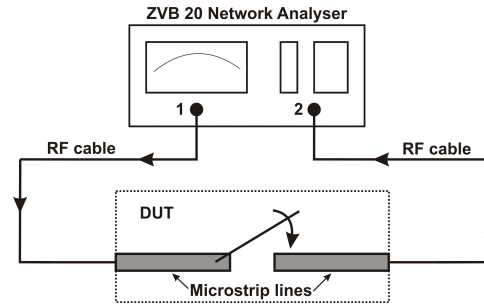 ZVB 20 Network Analyser
1 2
RF cable RF cable
DUT
Microstrip lines